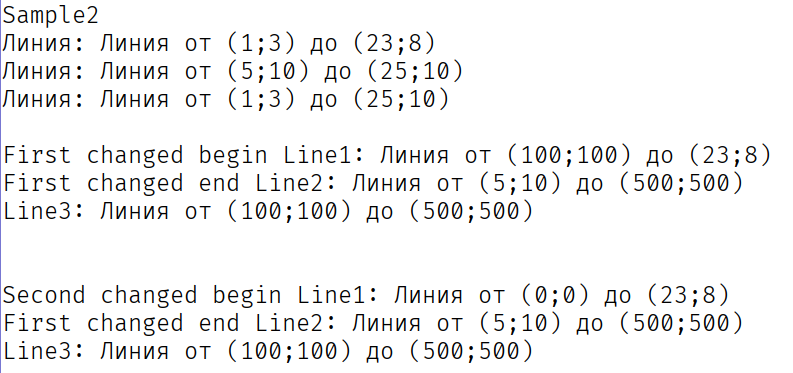 Sample2
Линия: Линия от (1;3) до (23;8)
Линия: Линия от (5;10) до (25;10)
Линия: Линия от (1;3) до (25;10)
First changed begin Line1: Линия от (100;100) до (23;8)
First changed end Line2: Линия от (5;10) до (500;500)
Line3: Линия от (100;100) до (500;500)
Second changed begin Line1: Линия от (0;0) до (23;8)
First changed end Line2: Линия от (5;10) до (500;500)
Line3: Линия от (100;100) до (500;500)